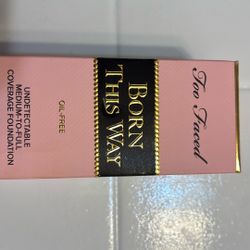 Too Faced
BORN
THIS WAY
OIL-FREE
UNDETECTABLE
MEDIUM-TO-FULL
COVERAGE FOUNDATION